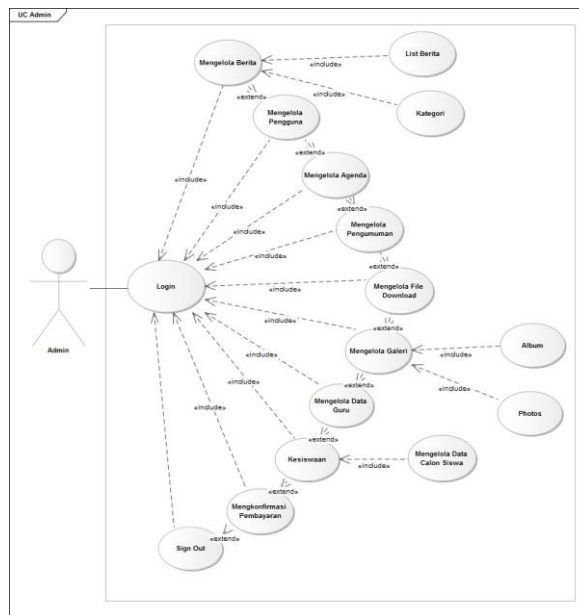 UC Admin
Mengelola Berita
List Berita
«include»
«include»
Kategori
«extend»
Mengelola
Pengguna
«extend»
«include»
Mengelola Agenda
«include»
«extend»
Mengelola
Pengumuman
«include»
«include»
«extend»
Login
«include»
Mengelola File
Download
Admin
«include»
«extend»
Mengelola Galeri
«include»
Album
«include»
«extend»
«include»
Photos
Mengelola Data
Guru
«include»
«extend»
Kesiswaan
«include»
Mengelola Data
Calon Siswa
«include»
«extend»
Mengkonfirmasi
Pembayaran
«extend»
Sign Out